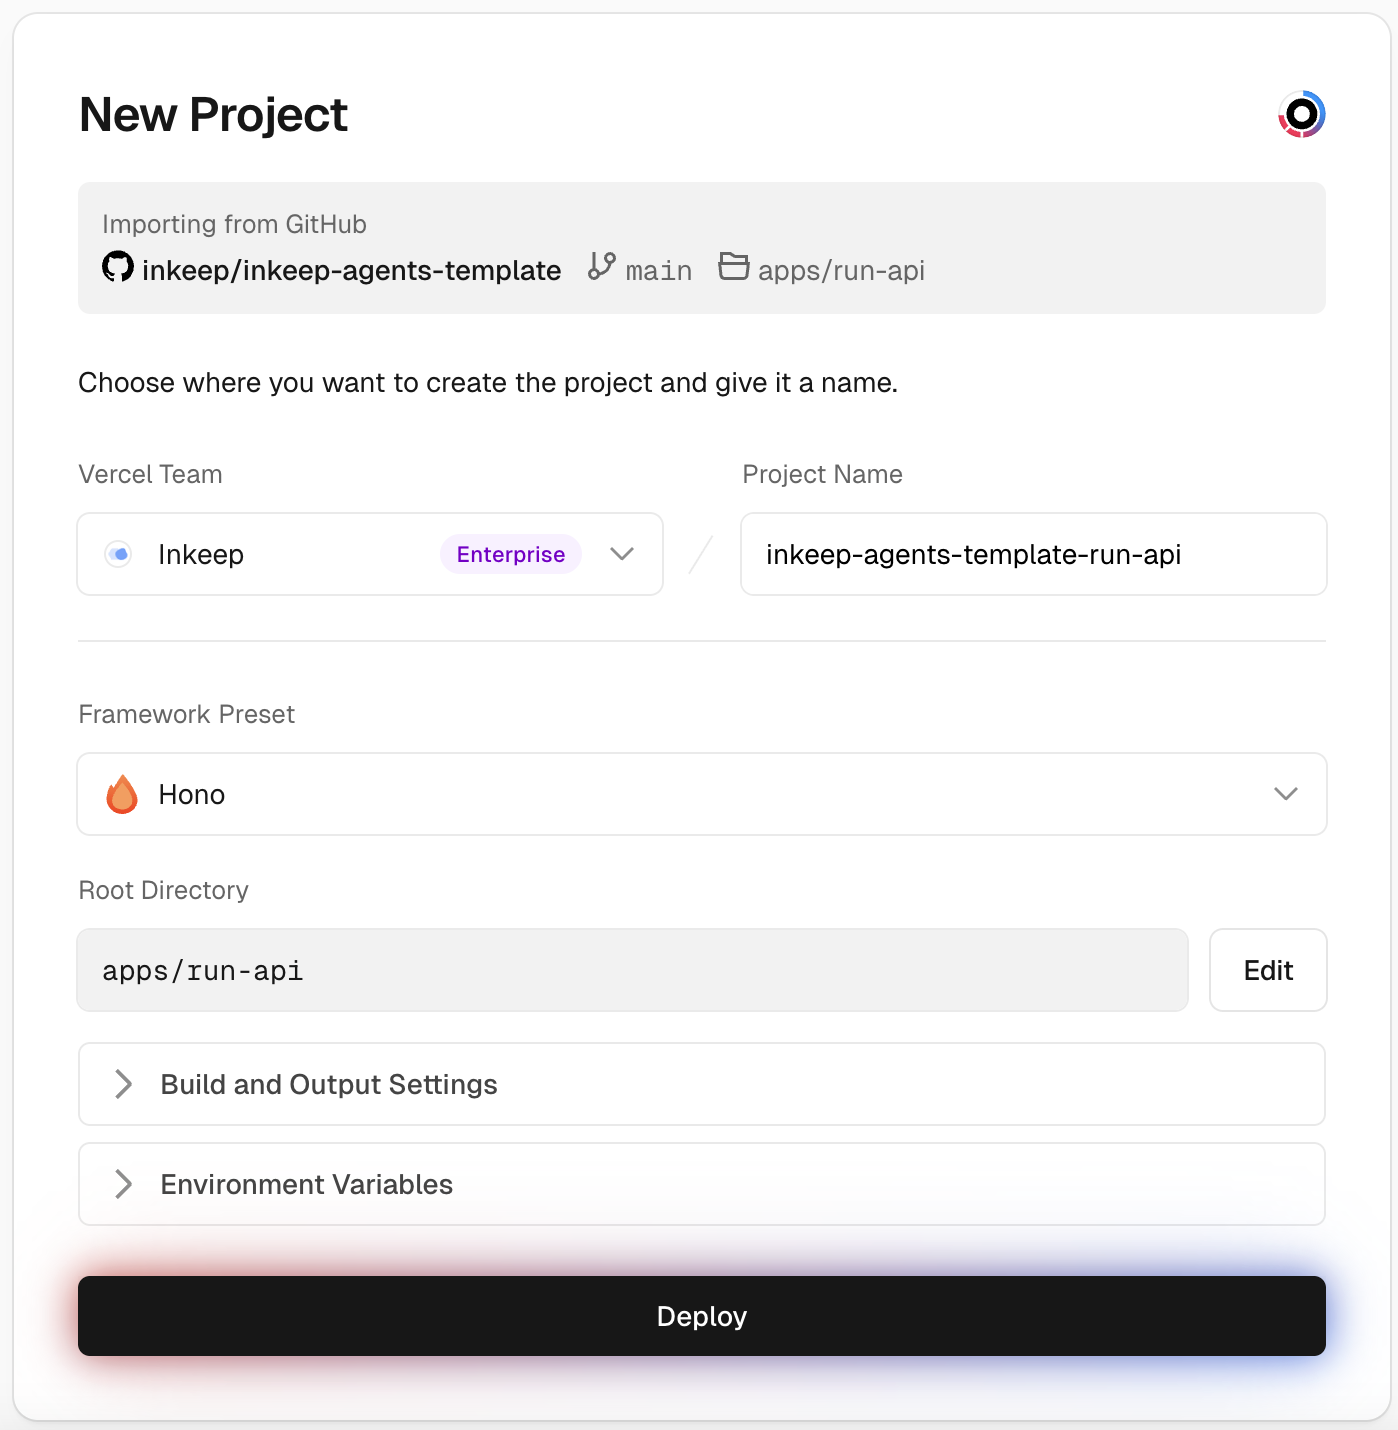 New Project
Importing from GitHub
inkeep/inkeep-agents-template main apps/run-api
Choose where you want to create the project and give it a name.
Vercel Team
Project Name
Inkeep Enterprise
/
inkeep-agents-template-run-api
Framework Preset
Hono
Root Directory
apps/run-api
Edit
Build and Output Settings
Environment Variables
Deploy